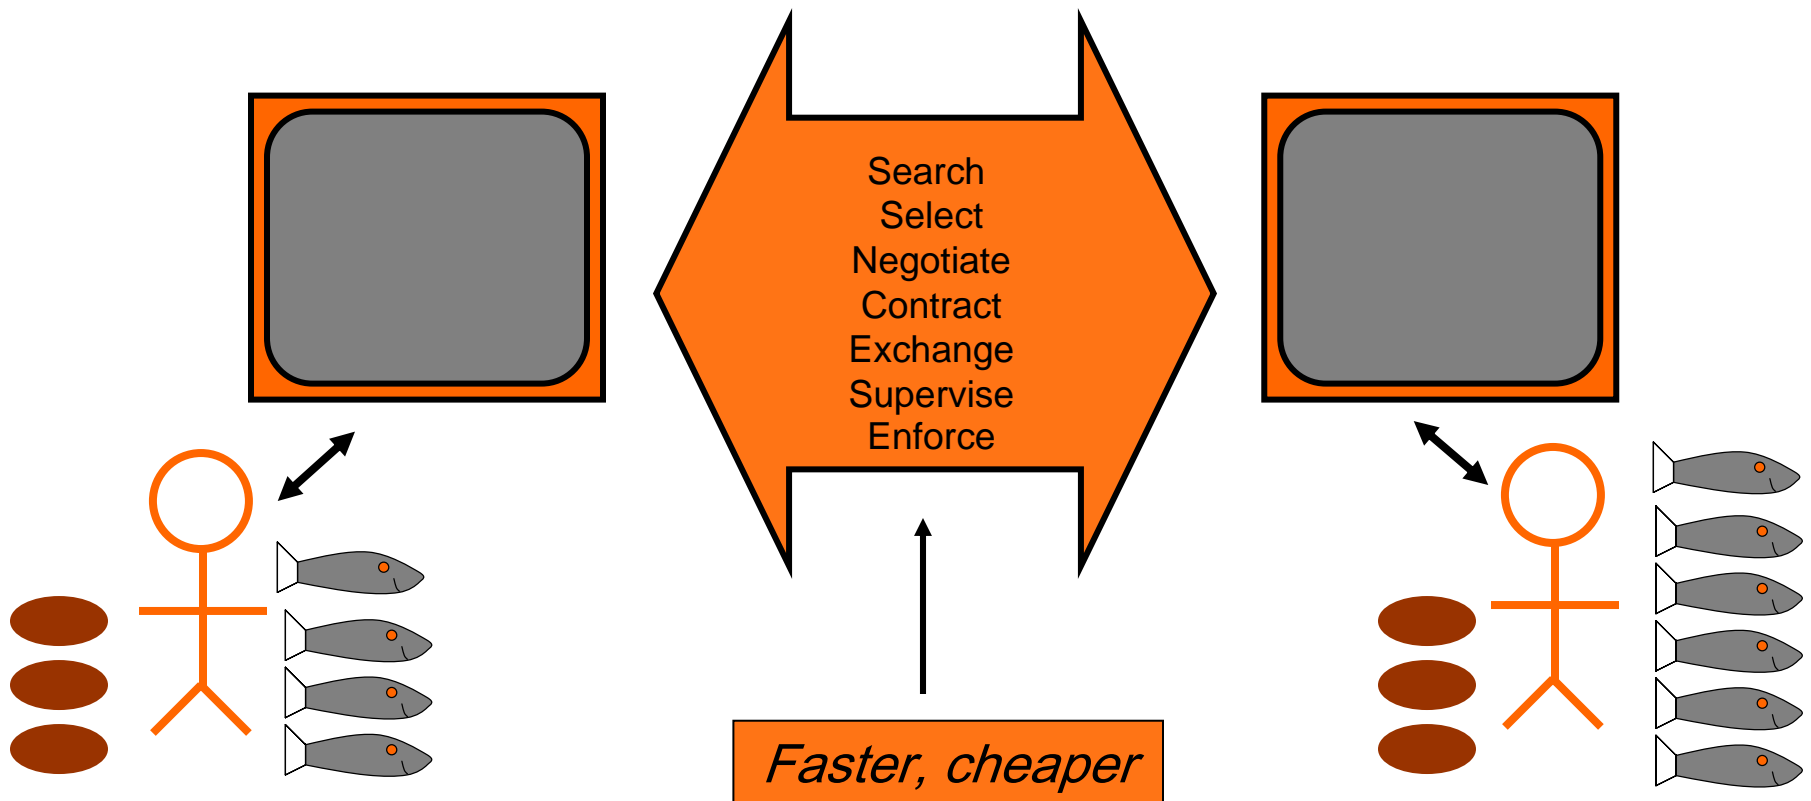 Search
Select
Negotiate
Contract
Exchange
Supervise
Enforce
Faster, cheaper